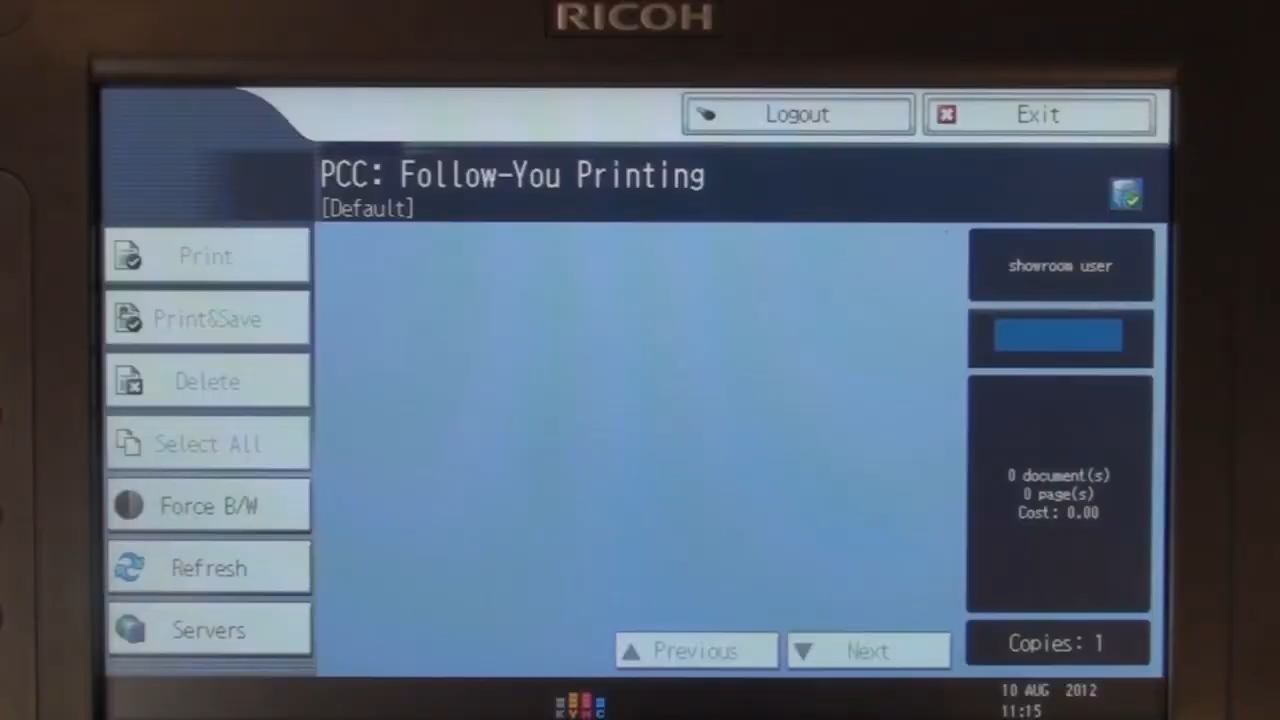 RICOH
Logout
Exit
PCC: Follow-You Printing
[Default]
Print
Print&Save
Delete
Select All
Force B/W
Refresh
Servers
showroom user
0 document(s)
0 page(s)
Cost: 0.00
Previous
Next
Copies: 1
10 AUG 2012
11:15